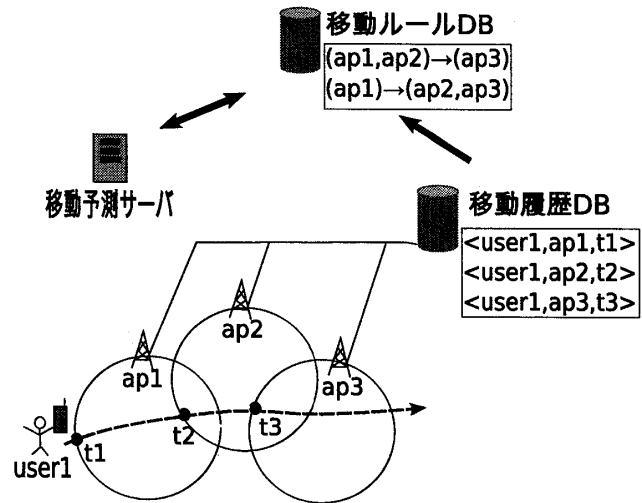 移動ルールDB
(ap1,ap2)→(ap3)
(ap1)→(ap2,ap3)
移動予測サーバ
移動履歴DB
<user1,ap1,t1>
<user1,ap2,t2>
<user1,ap3,t3>
ap2
ap1
ap3
t3
t2
t1
user1